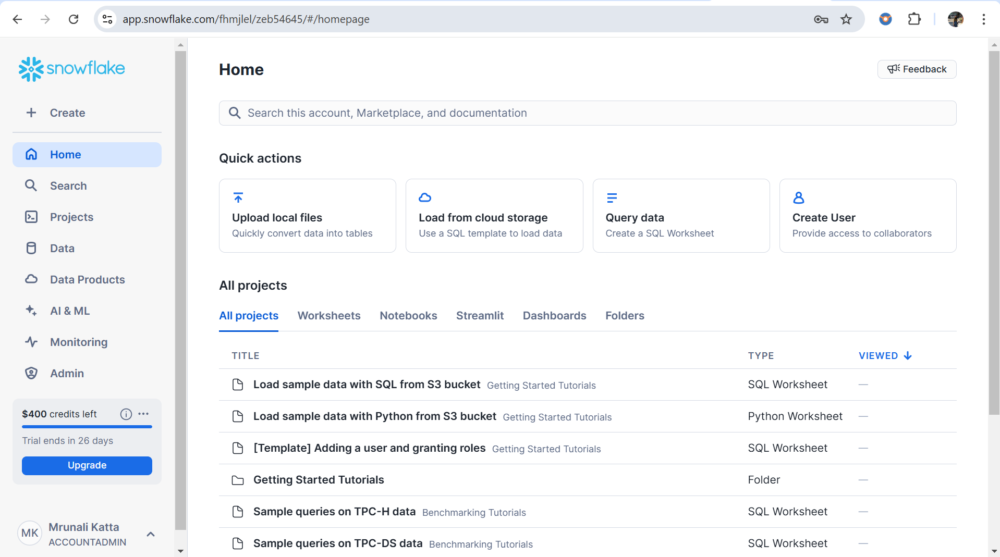 app.snowflake.com/fhmjlel/zeb54645/#/homepage
snowflake
Create
Home
Search
Projects
Data
Data Products
AI & ML
Monitoring
Admin
$400 credits left
Trial ends in 26 days
Upgrade
MK
Mrunali Katta
ACCOUNTADMIN
Home
Feedback
Search this account, Marketplace, and documentation
Quick actions
Upload local files
Quickly convert data into tables
Load from cloud storage
Use a SQL template to load data
Query data
Create a SQL Worksheet
Create User
Provide access to collaborators
All projects
All projects Worksheets Notebooks Streamlit Dashboards Folders
TITLE TYPE VIEWED
Load sample data with SQL from S3 bucket Getting Started Tutorials SQL Worksheet —
Load sample data with Python from S3 bucket Getting Started Tutorials Python Worksheet —
[Template] Adding a user and granting roles Getting Started Tutorials SQL Worksheet —
Getting Started Tutorials Folder —
Sample queries on TPC-H data Benchmarking Tutorials SQL Worksheet —
Sample queries on TPC-DS data Benchmarking Tutorials SQL Worksheet —